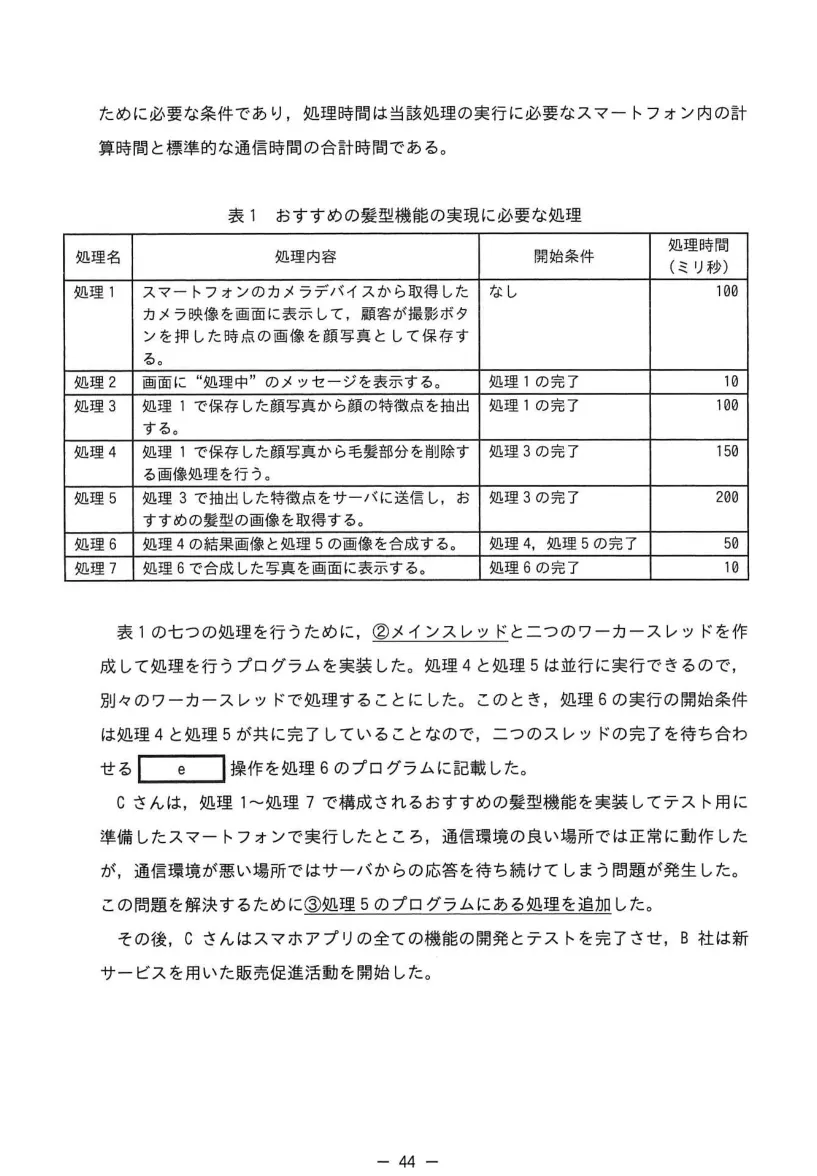 ために必要な条件であり，処理時間は当該処理の実行に必要なスマートフォン内の計
算時間と標準的な通信時間の合計時間である。
表1　おすすめの髪型機能の実現に必要な処理
処理名　処理内容　開始条件　処理時間
（ミリ秒）
処理1　スマートフォンのカメラデバイスから取得した　なし　100
カメラ映像を画面に表示して，顧客が撮影ボタ
ンを押した時点の画像を顔写真として保存す
る。
処理2　画面に“処理中”のメッセージを表示する。　処理1の完了　10
処理3　処理1で保存した顔写真から顔の特徴点を抽出　処理1の完了　100
する。
処理4　処理1で保存した顔写真から毛髪部分を削除す　処理3の完了　150
る画像処理を行う。
処理5　処理3で抽出した特徴点をサーバに送信し，お　処理3の完了　200
すすめの髪型の画像を取得する。
処理6　処理4の結果画像と処理5の画像を合成する。　処理4，処理5の完了　50
処理7　処理6で合成した写真を画面に表示する。　処理6の完了　10
表1の七つの処理を行うために，②メインスレッドと二つのワーカースレッドを作
成して処理を行うプログラムを実装した。処理4と処理5は並行に実行できるので，
別々のワーカースレッドで処理することにした。このとき，処理6の実行の開始条件
は処理4と処理5が共に完了していることなので，二つのスレッドの完了を待ち合わ
せる　e　操作を処理6のプログラムに記載した。
Cさんは，処理1～処理7で構成されるおすすめの髪型機能を実装してテスト用に
準備したスマートフォンで実行したところ，通信環境の良い場所では正常に動作した
が，通信環境が悪い場所ではサーバからの応答を待ち続けてしまう問題が発生した。
この問題を解決するために③処理5のプログラムにある処理を追加した。
その後，Cさんはスマホアプリの全ての機能の開発とテストを完了させ，B社は新
サービスを用いた販売促進活動を開始した。
－ 44 －